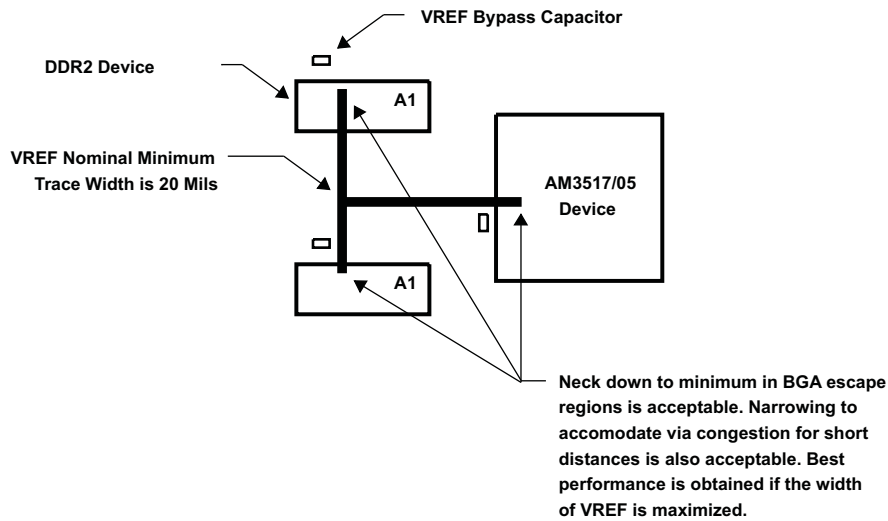 VREF Bypass Capacitor
DDR2 Device
A1
VREF Nominal Minimum
Trace Width is 20 Mils
AM3517/05
Device
A1
Neck down to minimum in BGA escape
regions is acceptable. Narrowing to
accomodate via congestion for short
distances is also acceptable. Best
performance is obtained if the width
of VREF is maximized.